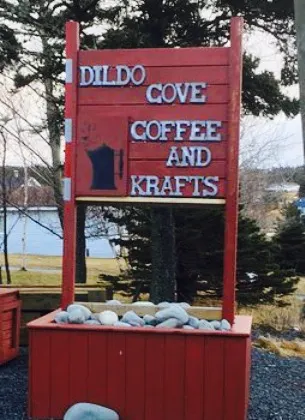 DILDO
COVE
COFFEE
AND
KRAFTS